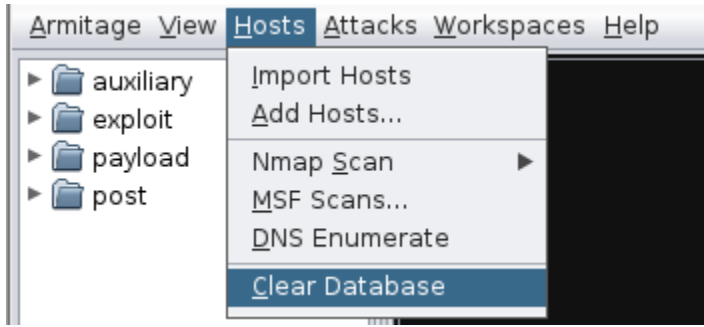 Armitage View Hosts Attacks Workspaces Help
auxiliary
exploit
payload
post
Import Hosts
Add Hosts...
Nmap Scan
MSF Scans...
DNS Enumerate
Clear Database